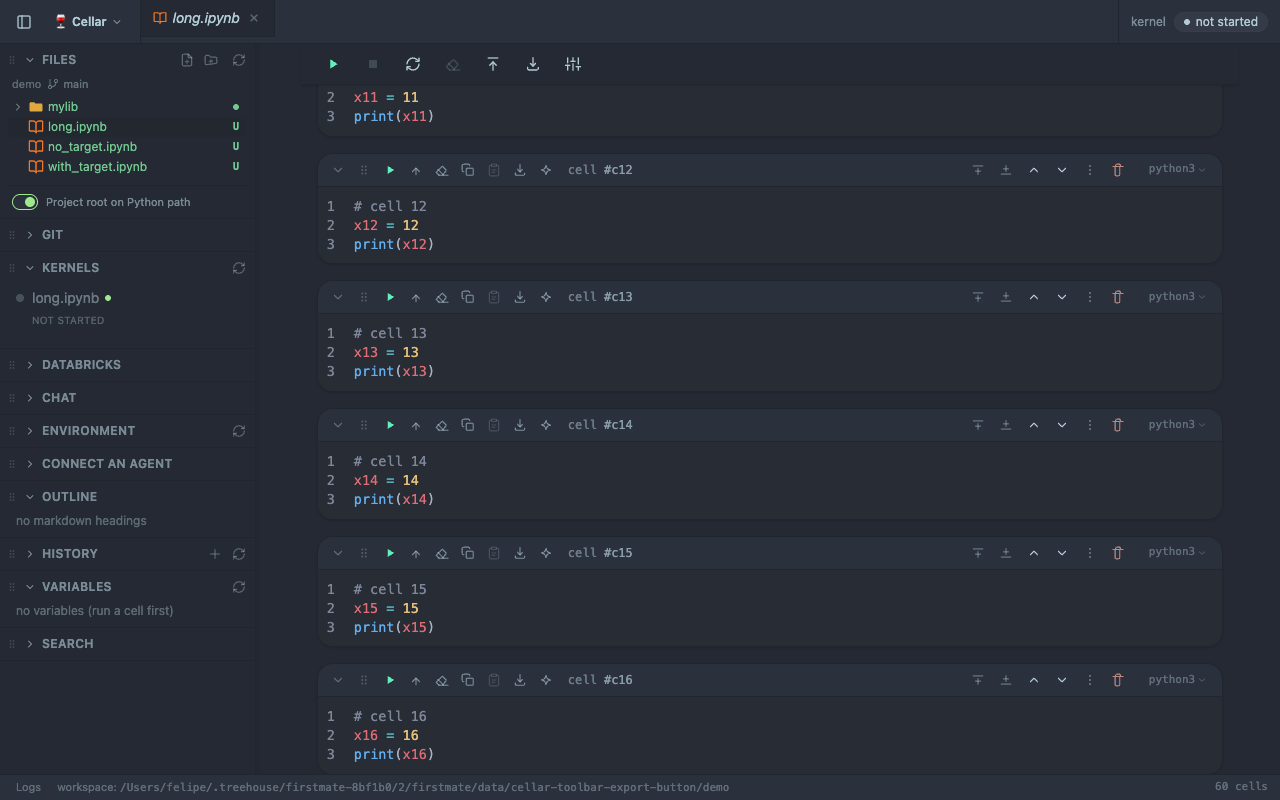 Cellar
long.ipynb
kernel not started
FILES
demo main
mylib
long.ipynb U
no_target.ipynb U
with_target.ipynb U
Project root on Python path
GIT
KERNELS
long.ipynb
NOT STARTED
DATABRICKS
CHAT
ENVIRONMENT
CONNECT AN AGENT
OUTLINE
no markdown headings
HISTORY
VARIABLES
no variables (run a cell first)
SEARCH
2 x11 = 11
3 print(x11)
cell #c12 python3
1 # cell 12
2 x12 = 12
3 print(x12)
cell #c13 python3
1 # cell 13
2 x13 = 13
3 print(x13)
cell #c14 python3
1 # cell 14
2 x14 = 14
3 print(x14)
cell #c15 python3
1 # cell 15
2 x15 = 15
3 print(x15)
cell #c16 python3
1 # cell 16
2 x16 = 16
3 print(x16)
Logs workspace: /Users/felipe/.treehouse/firstmate-8bf1b0/2/firstmate/data/cellar-toolbar-export-button/demo 60 cells